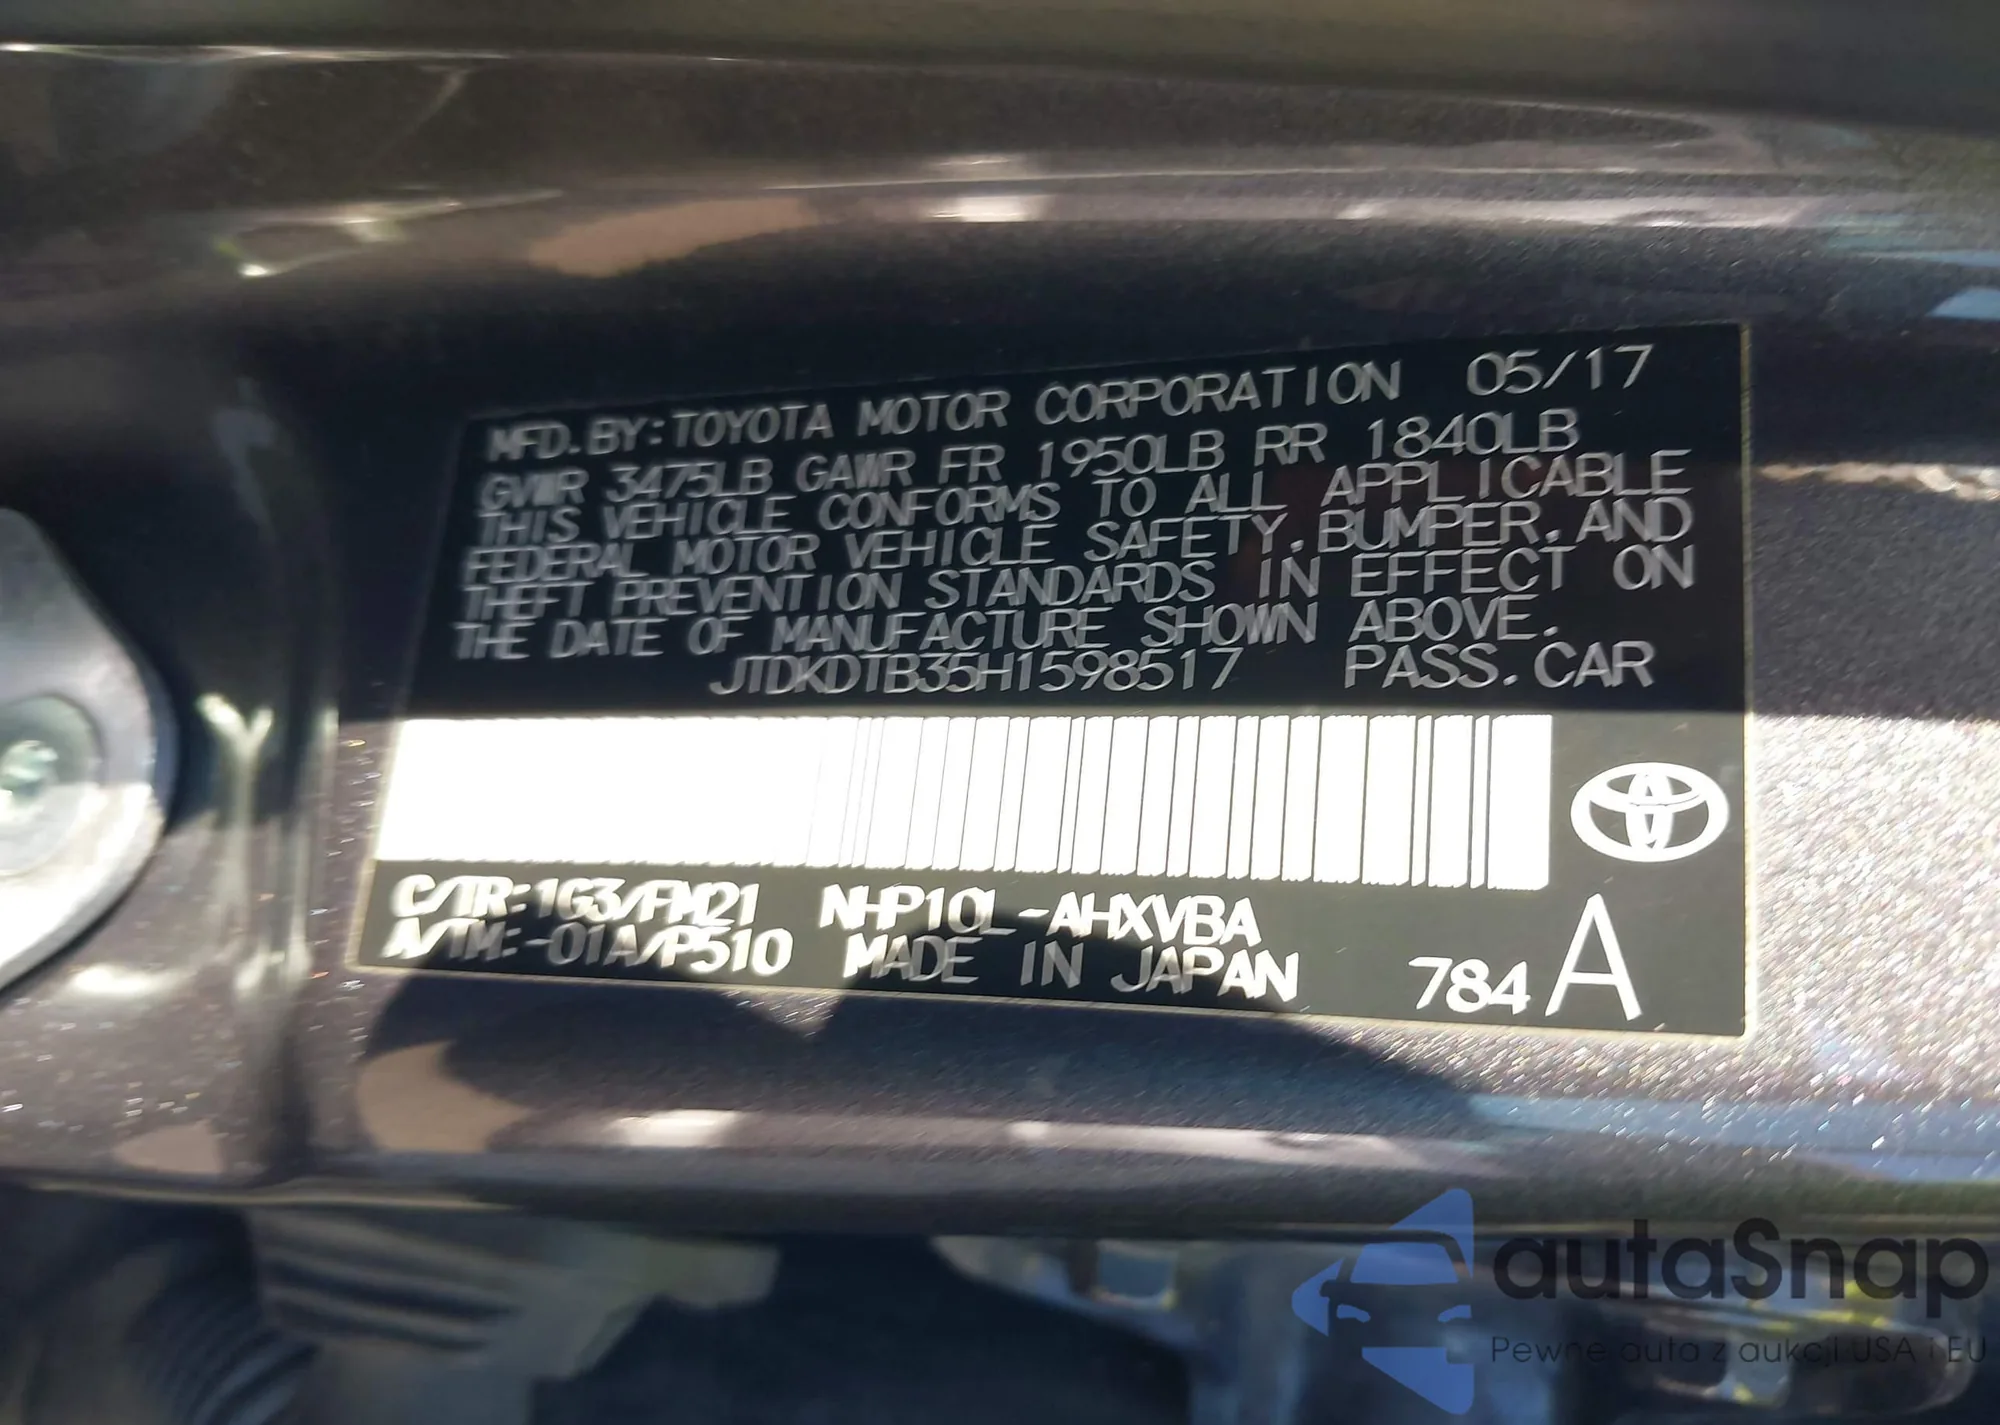 MFD. BY: TOYOTA MOTOR CORPORATION 05/17
GVWR 3475LB GAWR FR 1950LB RR 1840LB
THIS VEHICLE CONFORMS TO ALL APPLICABLE
FEDERAL MOTOR VEHICLE SAFETY, BUMPER, AND
THEFT PREVENTION STANDARDS IN EFFECT ON
THE DATE OF MANUFACTURE SHOWN ABOVE.
JTDKDTB35H1598517 PASS. CAR
C/TR: 1G3/FM21 NHP10L-AHXVBA
A/TM: -01A/P510 MADE IN JAPAN 784 A
autaSnap
Pewne auta z aukcji USA i EU